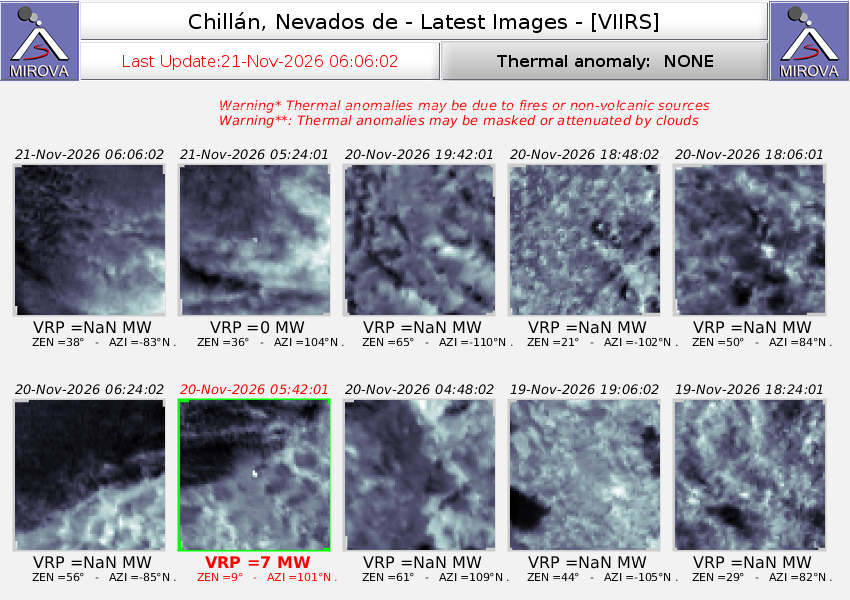 Chillán, Nevados de - Latest Images - [VIIRS]
MIROVA
Last Update:21-Nov-2026 06:06:02
Thermal anomaly: NONE
MIROVA
Warning* Thermal anomalies may be due to fires or non-volcanic sources
Warning**: Thermal anomalies may be masked or attenuated by clouds
21-Nov-2026 06:06:02 21-Nov-2026 05:24:01 20-Nov-2026 19:42:01 20-Nov-2026 18:48:02 20-Nov-2026 18:06:01
VRP =NaN MW VRP =0 MW VRP =NaN MW VRP =NaN MW VRP =NaN MW
ZEN =38° - AZI =-83°N . ZEN =36° - AZI =104°N . ZEN =65° - AZI =-110°N . ZEN =21° - AZI =-102°N . ZEN =50° - AZI =84°N .
20-Nov-2026 06:24:02 20-Nov-2026 05:42:01 20-Nov-2026 04:48:02 19-Nov-2026 19:06:02 19-Nov-2026 18:24:01
VRP =NaN MW VRP =7 MW VRP =NaN MW VRP =NaN MW VRP =NaN MW
ZEN =56° - AZI =-85°N . ZEN =9° - AZI =101°N . ZEN =61° - AZI =109°N . ZEN =44° - AZI =-105°N . ZEN =29° - AZI =82°N .